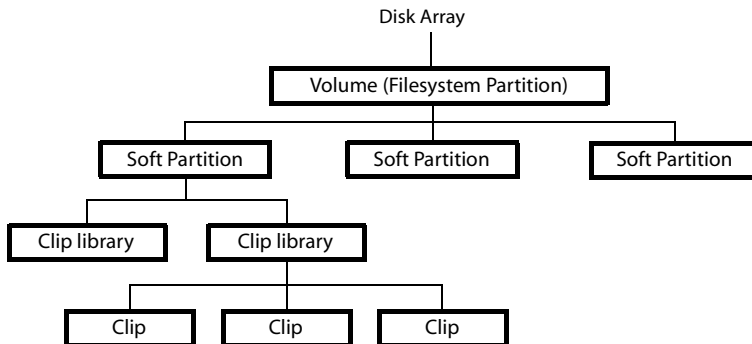 Disk Array
Volume (Filesystem Partition)
Soft Partition
Soft Partition
Soft Partition
Clip library
Clip library
Clip
Clip
Clip